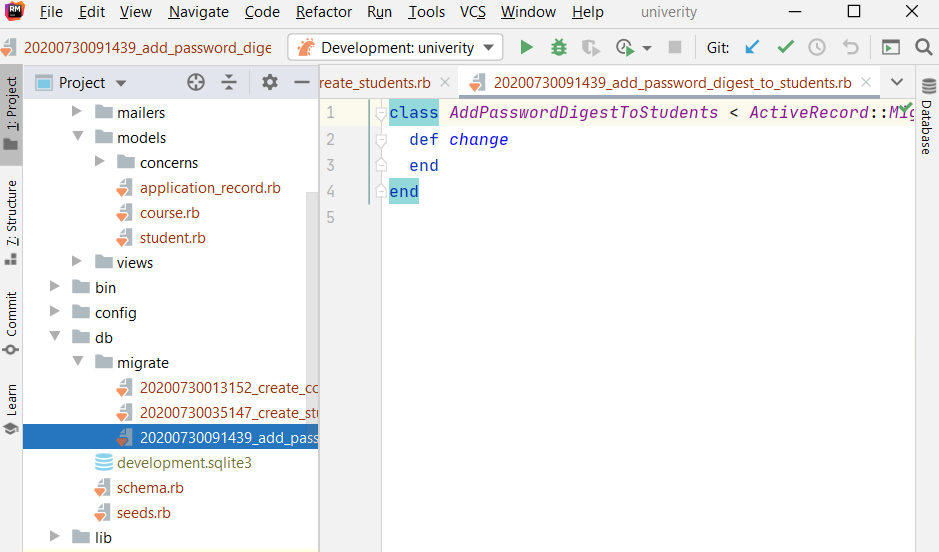 RM File Edit View Navigate Code Refactor Run Tools VCS Window Help univerity
20200730091439_add_password_dige Development: univerity Git:
1: Project
7: Structure
Commit
Learn
Project
mailers
models
concerns
application_record.rb
course.rb
student.rb
views
bin
config
db
migrate
20200730013152_create_co
20200730035147_create_stu
20200730091439_add_pass
development.sqlite3
schema.rb
seeds.rb
lib
reate_students.rb 20200730091439_add_password_digest_to_students.rb
1 class AddPasswordDigestToStudents < ActiveRecord::Mig
2 def change
3 end
4 end
5
Database